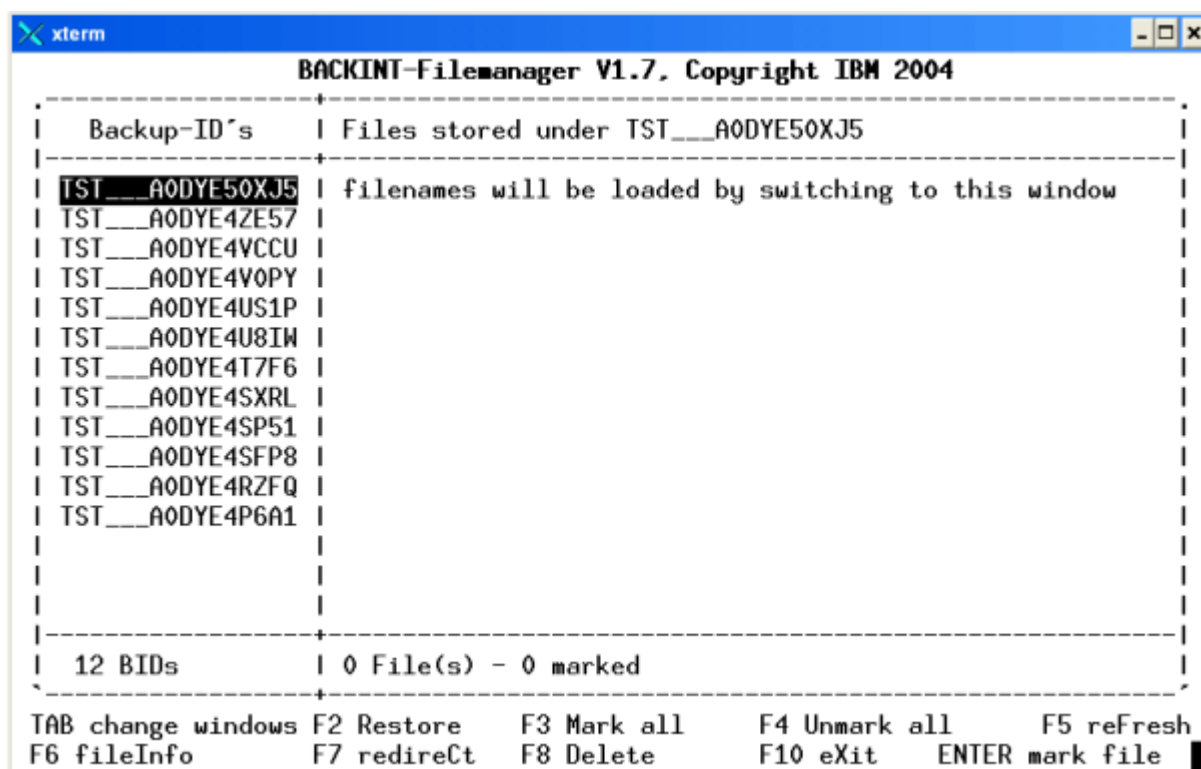 xterm
BACKINT-Filemanager V1.7, Copyright IBM 2004
Backup-ID´s | Files stored under TST___A0DYE50XJ5
TST___A0DYE50XJ5 | filenames will be loaded by switching to this window
TST___A0DYE4ZE57
TST___A0DYE4VCCU
TST___A0DYE4V0PY
TST___A0DYE4US1P
TST___A0DYE4U8IW
TST___A0DYE4T7F6
TST___A0DYE4SXRL
TST___A0DYE4SP51
TST___A0DYE4SFP8
TST___A0DYE4RZFQ
TST___A0DYE4P6A1
12 BIDs | 0 File(s) - 0 marked
TAB change windows F2 Restore F3 Mark all F4 Unmark all F5 reFresh
F6 fileInfo F7 redireCt F8 Delete F10 eXit ENTER mark file